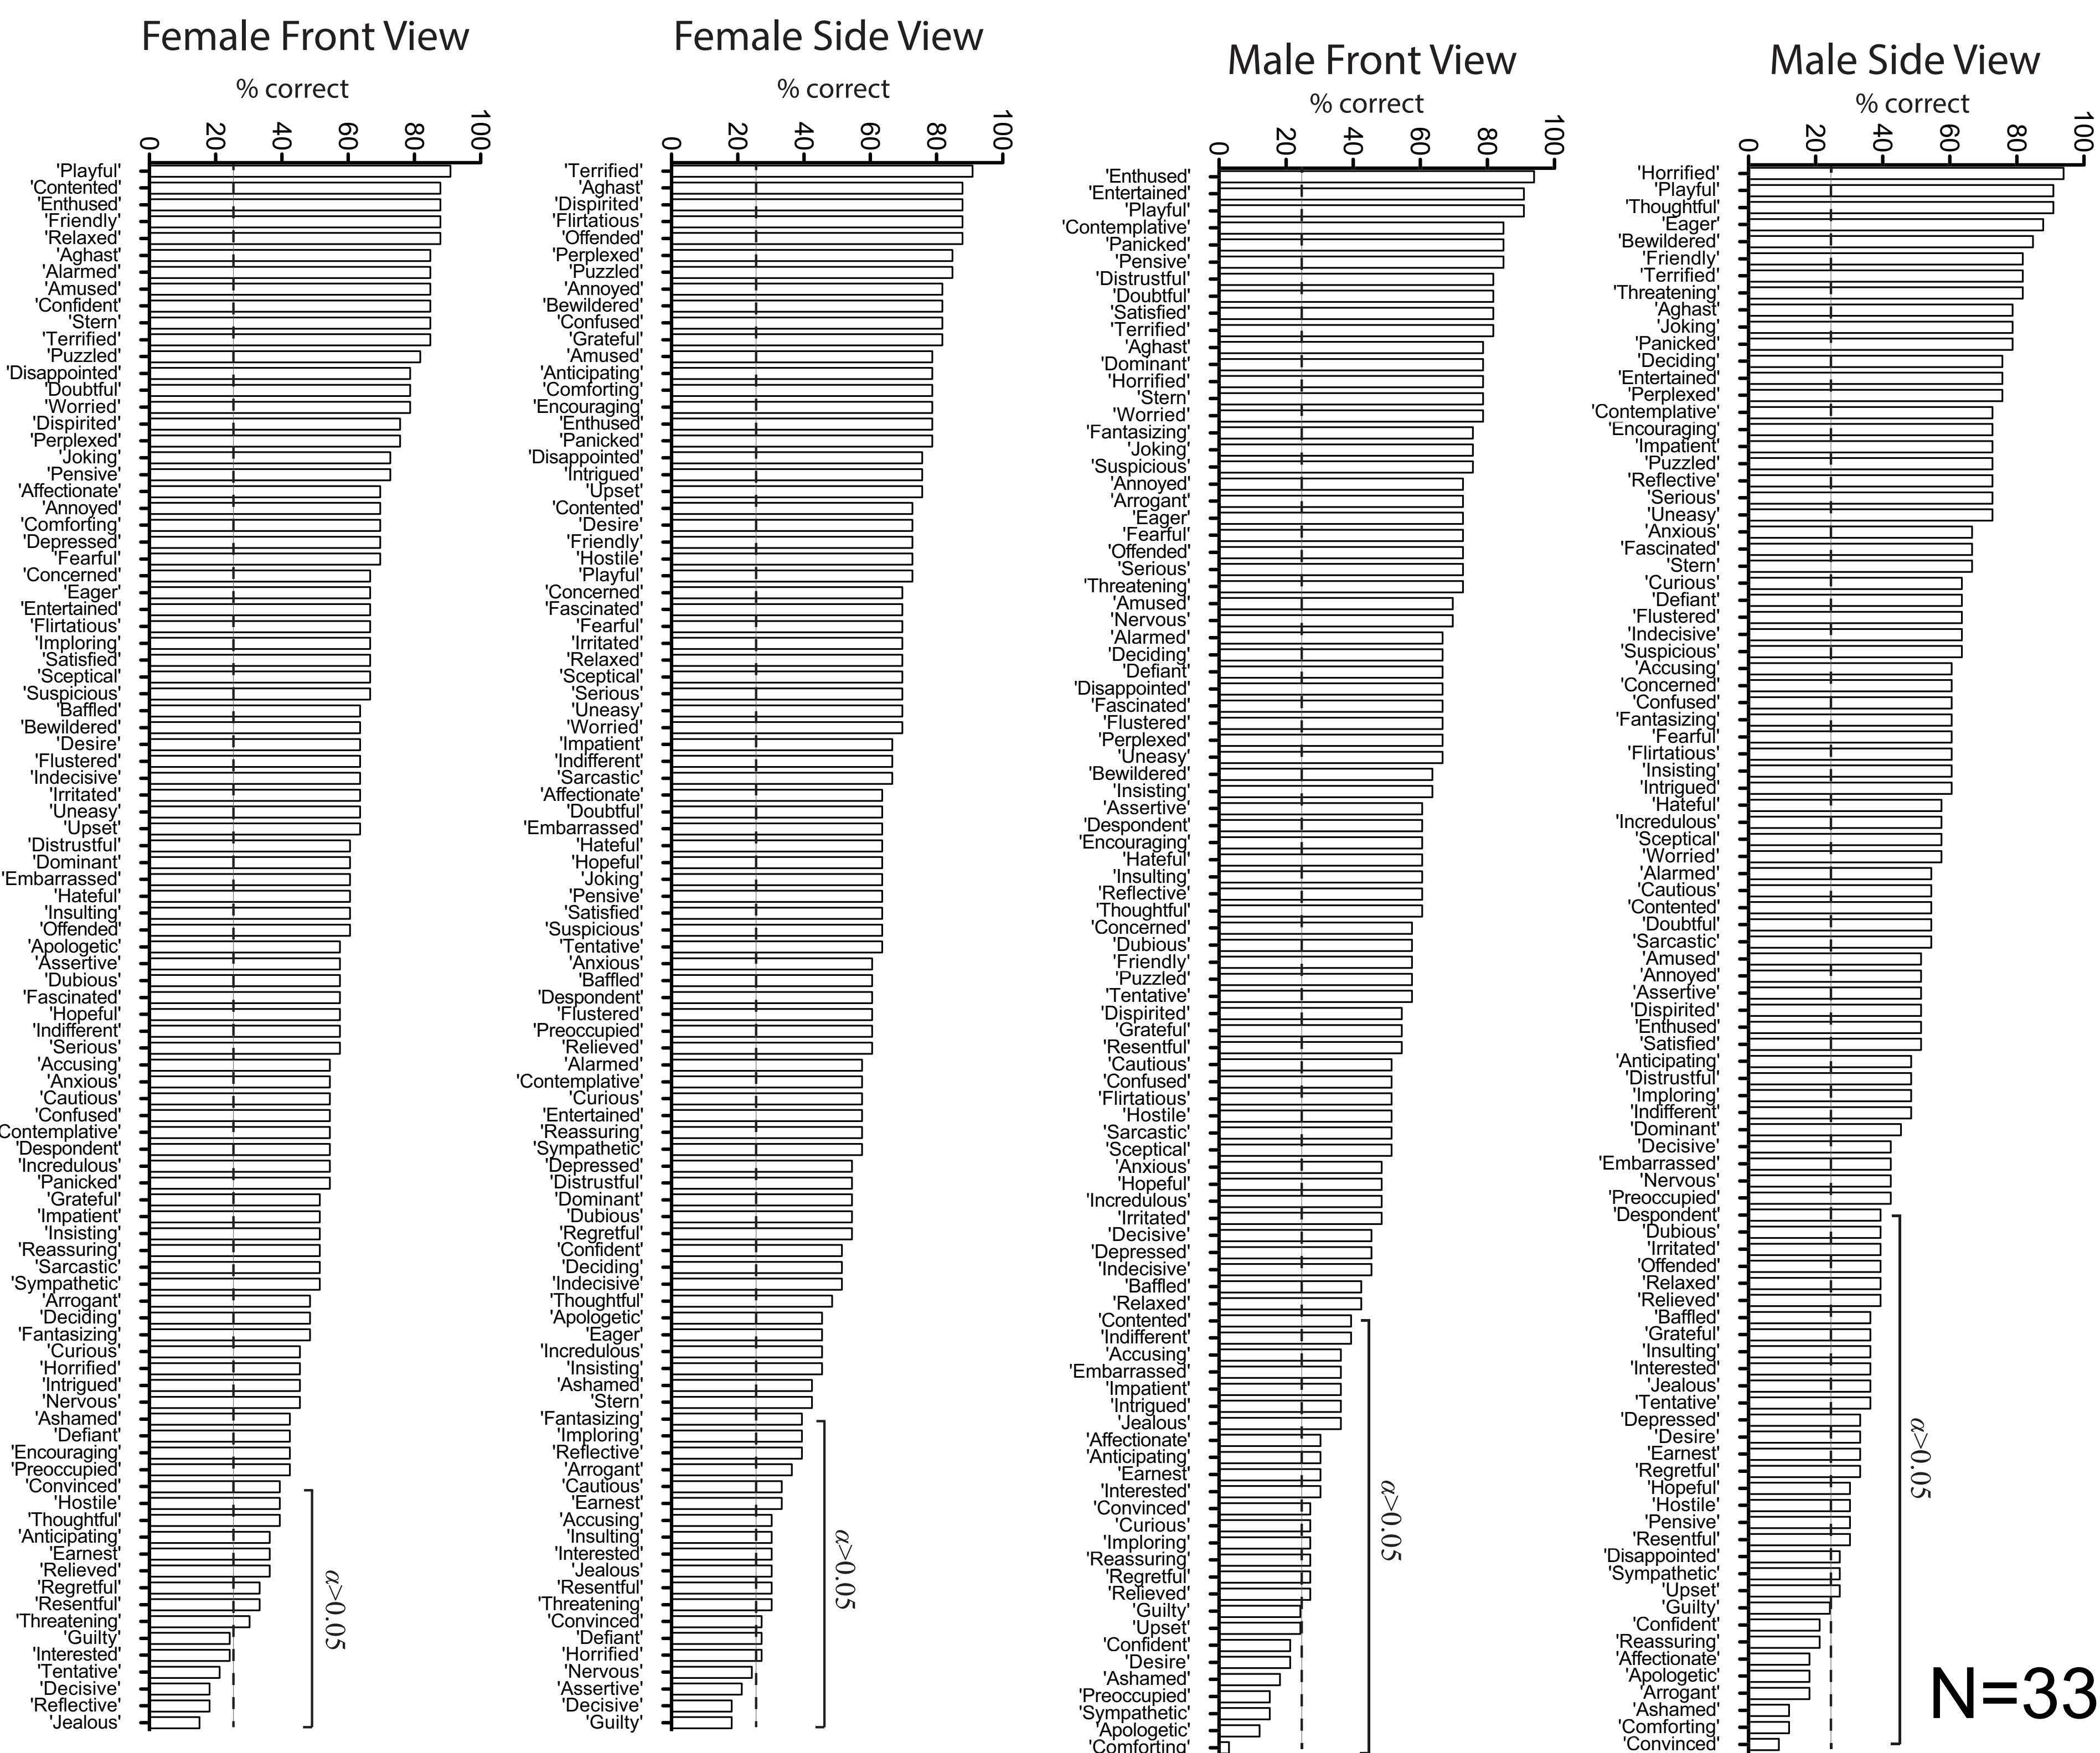 Female Front View
% correct
0 20 40 60 80 100
'Playful'
'Contented'
'Enthused'
'Friendly'
'Relaxed'
'Aghast'
'Alarmed'
'Amused'
'Confident'
'Stern'
'Terrified'
'Puzzled'
'Disappointed'
'Doubtful'
'Worried'
'Dispirited'
'Perplexed'
'Joking'
'Pensive'
'Affectionate'
'Annoyed'
'Comforting'
'Depressed'
'Fearful'
'Concerned'
'Eager'
'Entertained'
'Flirtatious'
'Imploring'
'Satisfied'
'Sceptical'
'Suspicious'
'Baffled'
'Bewildered'
'Desire'
'Flustered'
'Indecisive'
'Irritated'
'Uneasy'
'Upset'
'Distrustful'
'Dominant'
'Embarrassed'
'Hateful'
'Insulting'
'Offended'
'Apologetic'
'Assertive'
'Dubious'
'Fascinated'
'Hopeful'
'Indifferent'
'Serious'
'Accusing'
'Anxious'
'Cautious'
'Confused'
Contemplative'
'Despondent'
'Incredulous'
'Panicked'
'Grateful'
'Impatient'
'Insisting'
'Reassuring'
'Sarcastic'
'Sympathetic'
'Arrogant'
'Deciding'
'Fantasizing'
'Curious'
'Horrified'
'Intrigued'
'Nervous'
'Ashamed'
'Defiant'
'Encouraging'
'Preoccupied'
'Convinced'
'Hostile'
'Thoughtful'
'Anticipating'
'Earnest'
'Relieved'
'Regretful'
'Resentful'
'Threatening'
'Guilty'
'Interested'
'Tentative'
'Decisive'
'Reflective'
'Jealous'
α>0.05
Female Side View
% correct
0 20 40 60 80 100
'Terrified'
'Aghast'
'Dispirited'
'Flirtatious'
'Offended'
'Perplexed'
'Puzzled'
'Annoyed'
'Bewildered'
'Confused'
'Grateful'
'Amused'
'Anticipating'
'Comforting'
'Encouraging'
'Enthused'
'Panicked'
'Disappointed'
'Intrigued'
'Upset'
'Contented'
'Desire'
'Friendly'
'Hostile'
'Playful'
'Concerned'
'Fascinated'
'Fearful'
'Irritated'
'Relaxed'
'Sceptical'
'Serious'
'Uneasy'
'Worried'
'Impatient'
'Indifferent'
'Sarcastic'
'Affectionate'
'Doubtful'
'Embarrassed'
'Hateful'
'Hopeful'
'Joking'
'Pensive'
'Satisfied'
'Suspicious'
'Tentative'
'Anxious'
'Baffled'
'Despondent'
'Flustered'
'Preoccupied'
'Relieved'
'Alarmed'
'Contemplative'
'Curious'
'Entertained'
'Reassuring'
'Sympathetic'
'Depressed'
'Distrustful'
'Dominant'
'Dubious'
'Regretful'
'Confident'
'Deciding'
'Indecisive'
'Thoughtful'
'Apologetic'
'Eager'
'Incredulous'
'Insisting'
'Ashamed'
'Stern'
'Fantasizing'
'Imploring'
'Reflective'
'Arrogant'
'Cautious'
'Earnest'
'Accusing'
'Insulting'
'Interested'
'Jealous'
'Resentful'
'Threatening'
'Convinced'
'Defiant'
'Horrified'
'Nervous'
'Assertive'
'Decisive'
'Guilty'
α>0.05
Male Front View
% correct
0 20 40 60 80 100
'Enthused'
'Entertained'
'Playful'
'Contemplative'
'Panicked'
'Pensive'
'Distrustful'
'Doubtful'
'Satisfied'
'Terrified'
'Aghast'
'Dominant'
'Horrified'
'Stern'
'Worried'
'Fantasizing'
'Joking'
'Suspicious'
'Annoyed'
'Arrogant'
'Eager'
'Fearful'
'Offended'
'Serious'
'Threatening'
'Amused'
'Nervous'
'Alarmed'
'Deciding'
'Defiant'
'Disappointed'
'Fascinated'
'Flustered'
'Perplexed'
'Uneasy'
'Bewildered'
'Insisting'
'Assertive'
'Despondent'
'Encouraging'
'Hateful'
'Insulting'
'Reflective'
'Thoughtful'
'Concerned'
'Dubious'
'Friendly'
'Puzzled'
'Tentative'
'Dispirited'
'Grateful'
'Resentful'
'Cautious'
'Confused'
'Flirtatious'
'Hostile'
'Sarcastic'
'Sceptical'
'Anxious'
'Hopeful'
'Incredulous'
'Irritated'
'Decisive'
'Depressed'
'Indecisive'
'Baffled'
'Relaxed'
'Contented'
'Indifferent'
'Accusing'
'Embarrassed'
'Impatient'
'Intrigued'
'Jealous'
'Affectionate'
'Anticipating'
'Earnest'
'Interested'
'Convinced'
'Curious'
'Imploring'
'Reassuring'
'Regretful'
'Relieved'
'Guilty'
'Upset'
'Confident'
'Desire'
'Ashamed'
'Preoccupied'
'Sympathetic'
'Apologetic'
'Comforting'
α>0.05
Male Side View
% correct
0 20 40 60 80 100
'Horrified'
'Playful'
'Thoughtful'
'Eager'
'Bewildered'
'Friendly'
'Terrified'
'Threatening'
'Aghast'
'Joking'
'Panicked'
'Deciding'
'Entertained'
'Perplexed'
'Contemplative'
'Encouraging'
'Impatient'
'Puzzled'
'Reflective'
'Serious'
'Uneasy'
'Anxious'
'Fascinated'
'Stern'
'Curious'
'Defiant'
'Flustered'
'Indecisive'
'Suspicious'
'Accusing'
'Concerned'
'Confused'
'Fantasizing'
'Fearful'
'Flirtatious'
'Insisting'
'Intrigued'
'Hateful'
'Incredulous'
'Sceptical'
'Worried'
'Alarmed'
'Cautious'
'Contented'
'Doubtful'
'Sarcastic'
'Amused'
'Annoyed'
'Assertive'
'Dispirited'
'Enthused'
'Satisfied'
'Anticipating'
'Distrustful'
'Imploring'
'Indifferent'
'Dominant'
'Decisive'
'Embarrassed'
'Nervous'
'Preoccupied'
'Despondent'
'Dubious'
'Irritated'
'Offended'
'Relaxed'
'Relieved'
'Baffled'
'Grateful'
'Insulting'
'Interested'
'Jealous'
'Tentative'
'Depressed'
'Desire'
'Earnest'
'Regretful'
'Hopeful'
'Hostile'
'Pensive'
'Resentful'
'Disappointed'
'Sympathetic'
'Upset'
'Guilty'
'Confident'
'Reassuring'
'Affectionate'
'Apologetic'
'Arrogant'
'Ashamed'
'Comforting'
'Convinced'
α>0.05
N=33